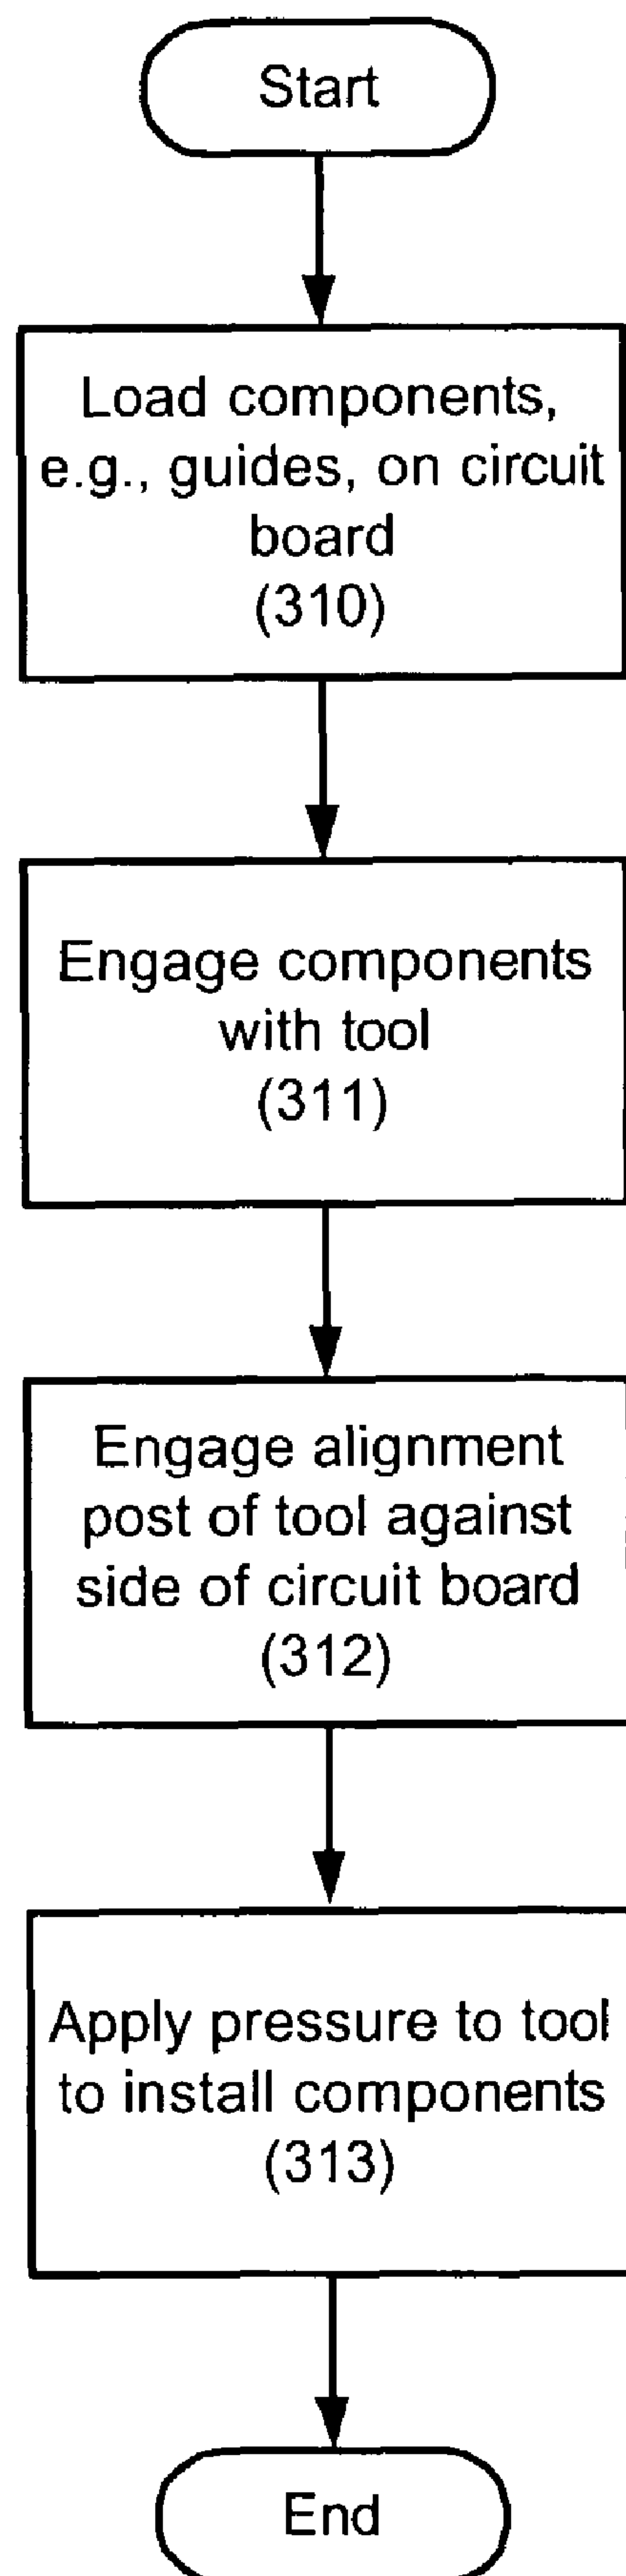 Start
Load components,
e.g., guides, on circuit
board
(310)
Engage components
with tool
(311)
Engage alignment
post of tool against
side of circuit board
(312)
Apply pressure to tool
to install components
(313)
End